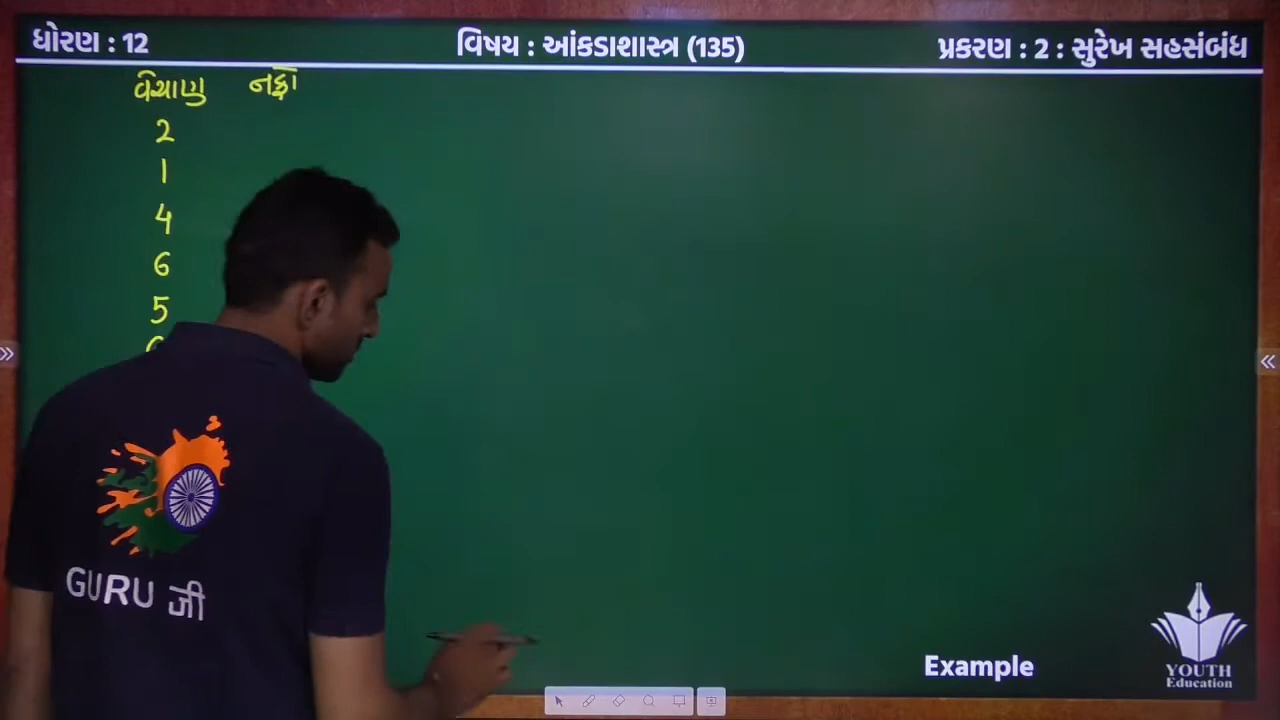 ધોરણ : 12 વિષય : આંકડાશાસ્ત્ર (135) પ્રકરણ : 2 : સુરેખ સહસંબંધ
વેચાણ નફો
2
1
4
6
5
GURU जी
Example
YOUTH
Education